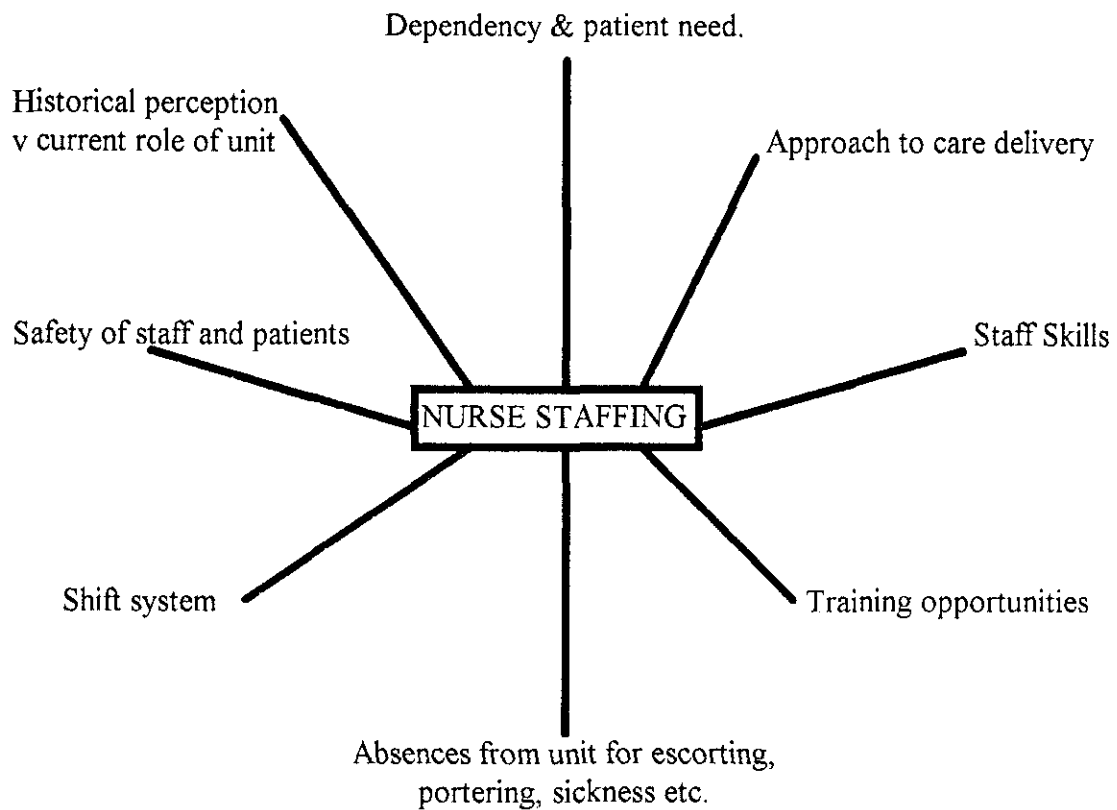 Dependency & patient need.
Historical perception
v current role of unit
Approach to care delivery
Safety of staff and patients
Staff Skills
NURSE STAFFING
Shift system
Training opportunities
Absences from unit for escorting,
portering, sickness etc.